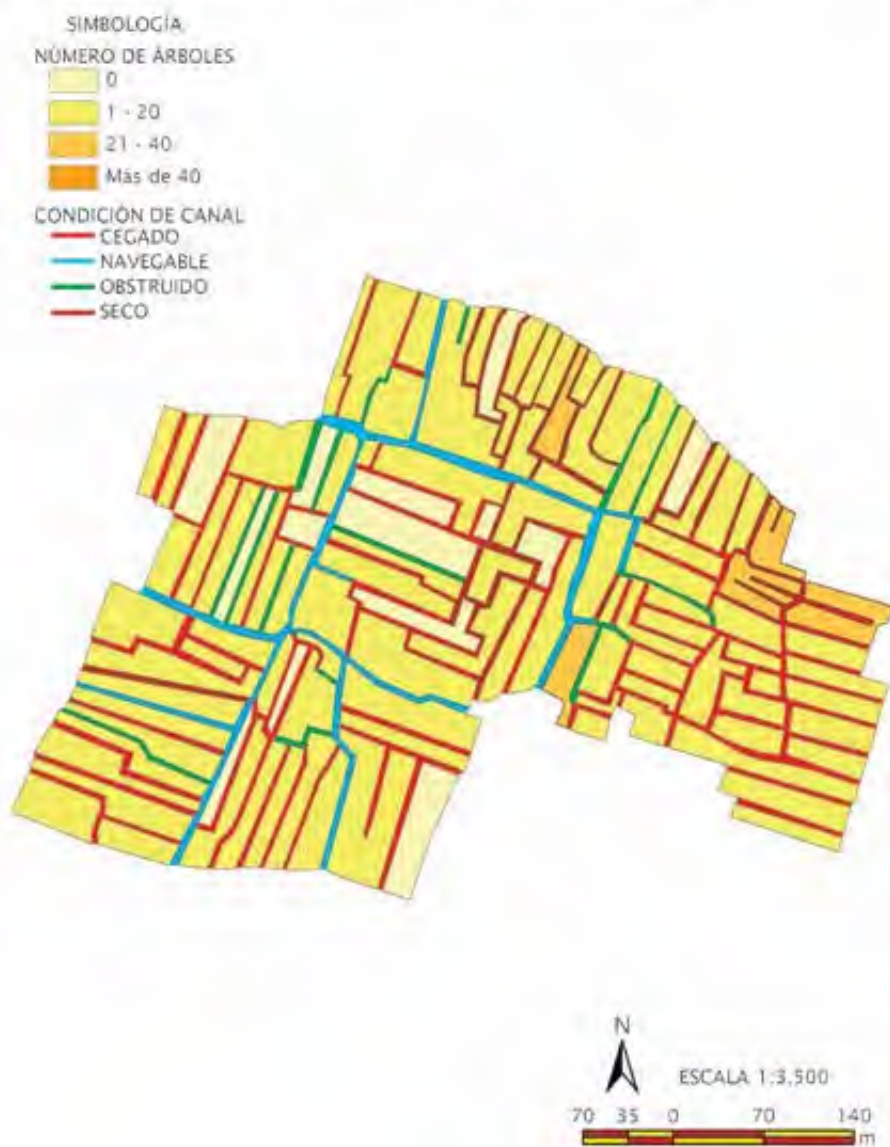 SIMBOLOGÍA
NÚMERO DE ÁRBOLES
0
1 - 20
21 - 40
Más de 40
CONDICIÓN DE CANAL
CEGADO
NAVEGABLE
OBSTRUIDO
SECO
N
ESCALA 1:3,500
70 35 0 70 140
m